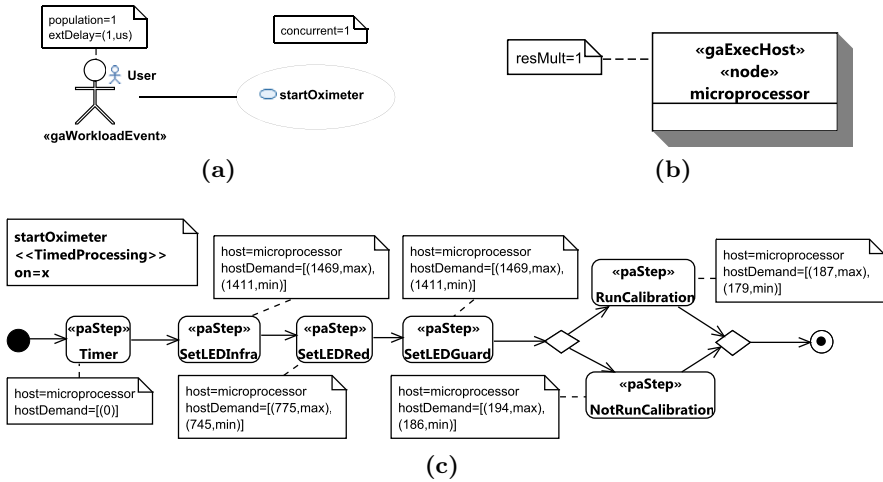 population=1
extDelay=(1,us)
User
«gaWorkloadEvent»
concurrent=1
startOximeter
(a)
resMult=1
«gaExecHost»
«node»
microprocessor
(b)
startOximeter
<<TimedProcessing>>
on=x
host=microprocessor
hostDemand=[(1469,max),
(1411,min)]
host=microprocessor
hostDemand=[(1469,max),
(1411,min)]
host=microprocessor
hostDemand=[(187,max),
(179,min)]
«paStep»
RunCalibration
«paStep»
Timer
«paStep»
SetLEDInfra
«paStep»
SetLEDRed
«paStep»
SetLEDGuard
«paStep»
NotRunCalibration
host=microprocessor
hostDemand=[(0)]
host=microprocessor
hostDemand=[(775,max),
(745,min)]
host=microprocessor
hostDemand=[(194,max),
(186,min)]
(c)